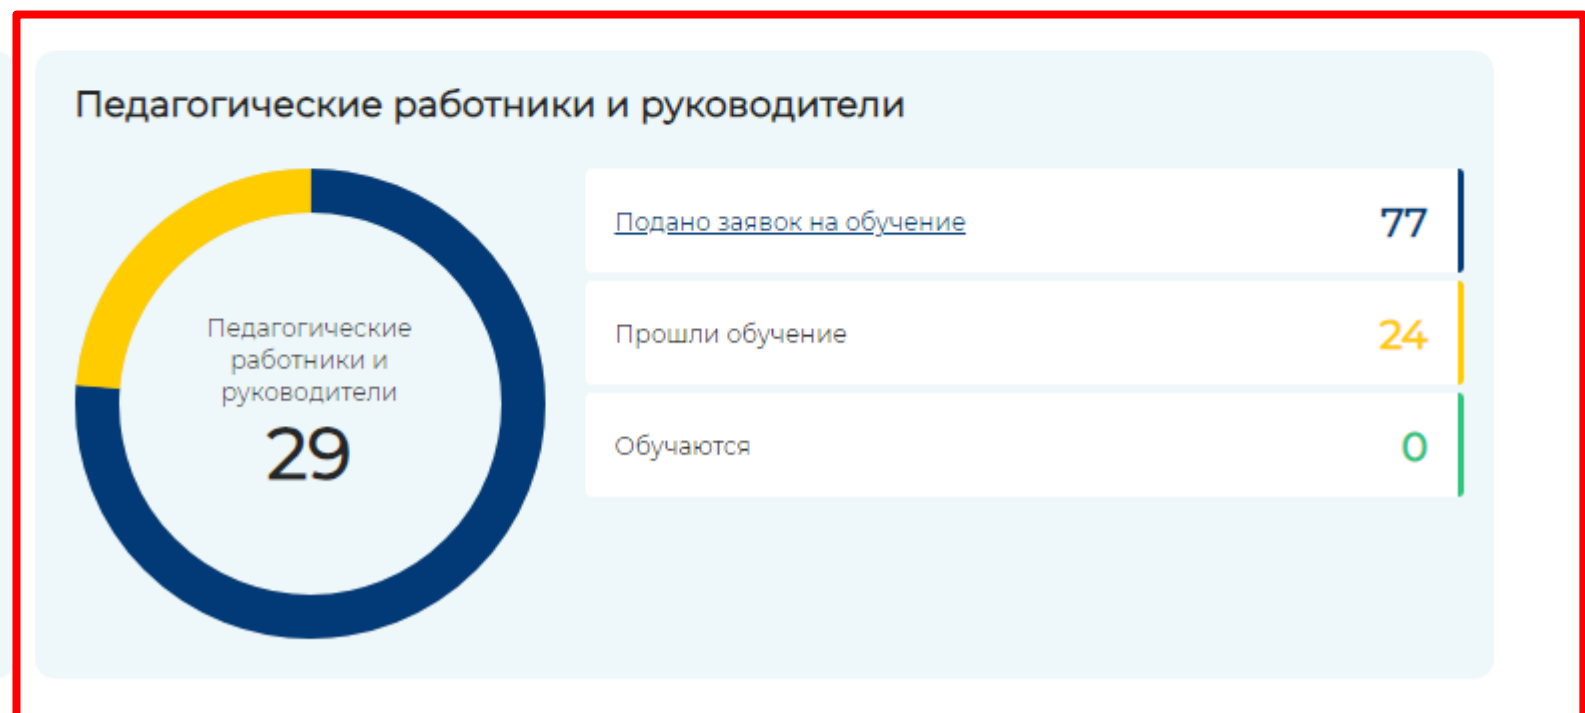 Педагогические работники и руководители
Педагогические
работники и
руководители
29
Подано заявок на обучение 77
Прошли обучение 24
Обучаются 0